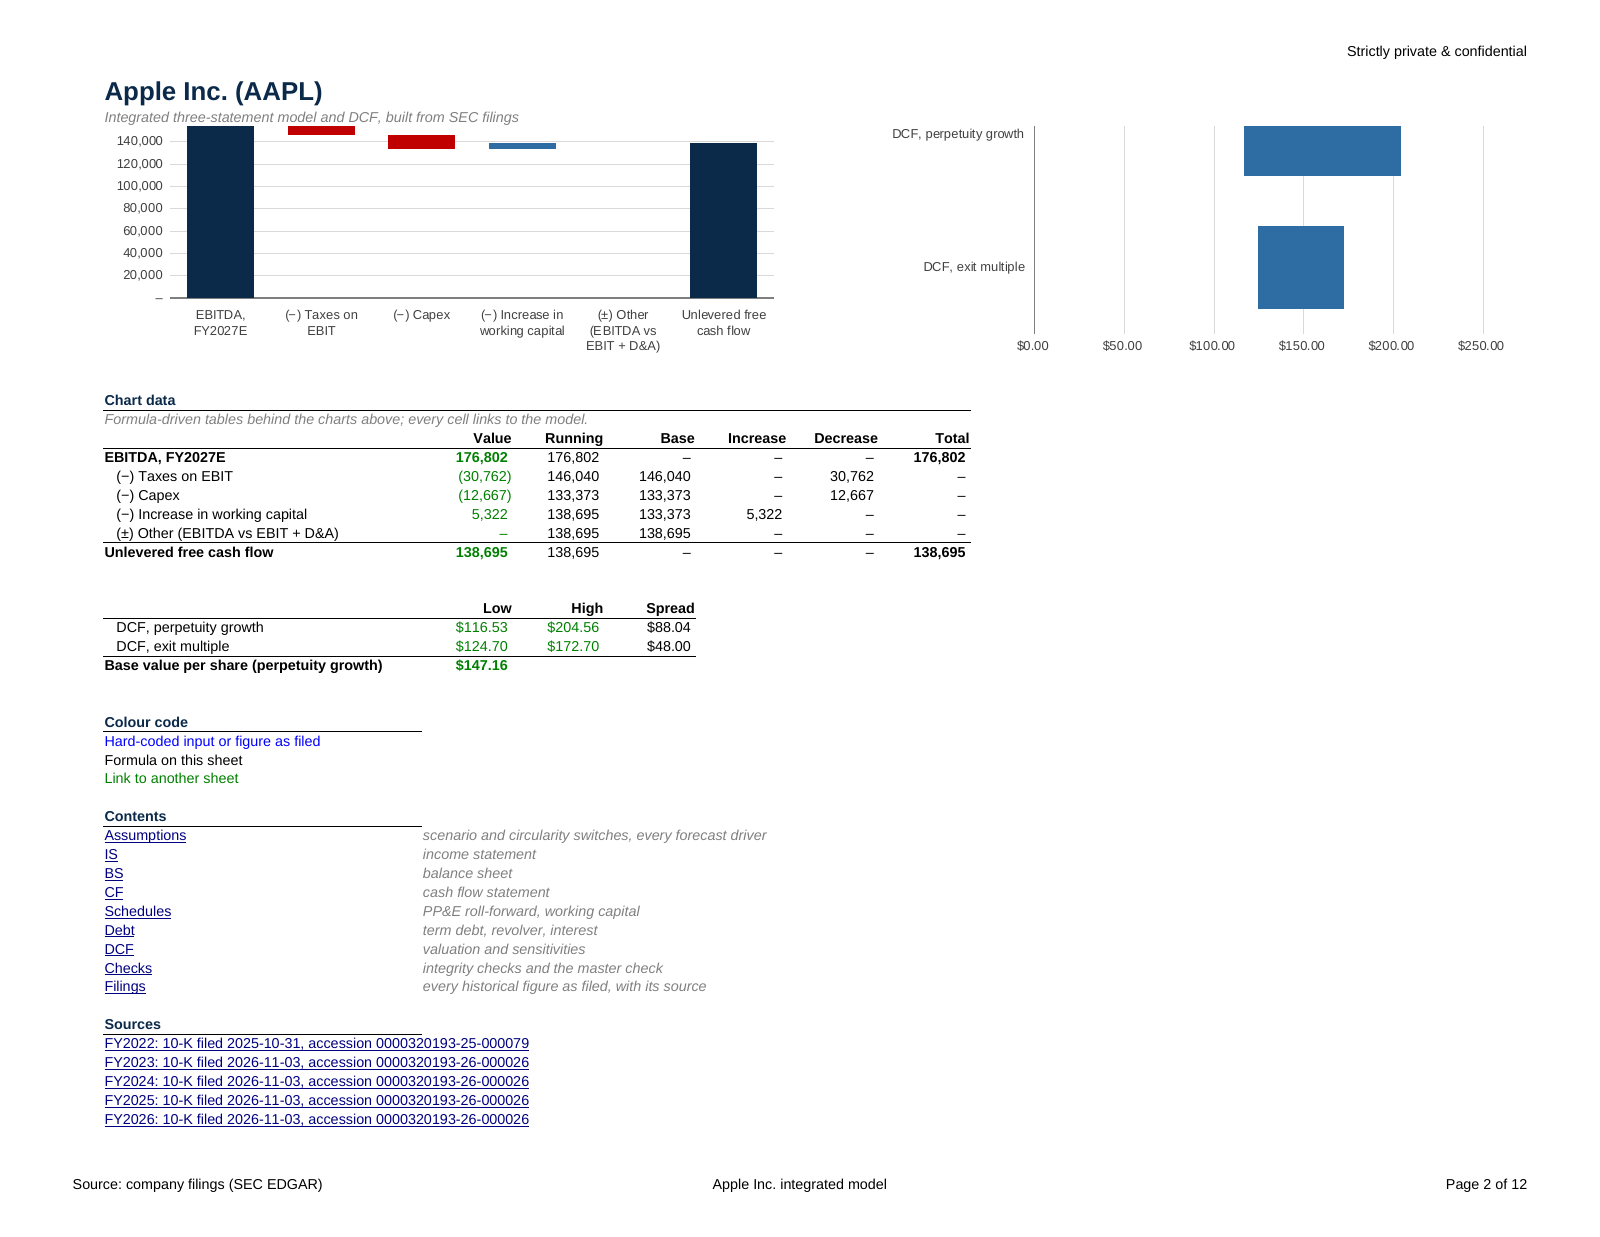 Strictly private & confidential
Apple Inc. (AAPL)
Integrated three-statement model and DCF, built from SEC filings
140,000
120,000
100,000
80,000
60,000
40,000
20,000
–
EBITDA, FY2027E
(−) Taxes on EBIT
(−) Capex
(−) Increase in working capital
(±) Other (EBITDA vs EBIT + D&A)
Unlevered free cash flow
DCF, perpetuity growth
DCF, exit multiple
$0.00 $50.00 $100.00 $150.00 $200.00 $250.00
Chart data
Formula-driven tables behind the charts above; every cell links to the model.
Value Running Base Increase Decrease Total
EBITDA, FY2027E 176,802 176,802 – – – 176,802
(−) Taxes on EBIT (30,762) 146,040 146,040 – 30,762 –
(−) Capex (12,667) 133,373 133,373 – 12,667 –
(−) Increase in working capital 5,322 138,695 133,373 5,322 – –
(±) Other (EBITDA vs EBIT + D&A) – 138,695 138,695 – – –
Unlevered free cash flow 138,695 138,695 – – – 138,695
Low High Spread
DCF, perpetuity growth $116.53 $204.56 $88.04
DCF, exit multiple $124.70 $172.70 $48.00
Base value per share (perpetuity growth) $147.16
Colour code
Hard-coded input or figure as filed
Formula on this sheet
Link to another sheet
Contents
Assumptions scenario and circularity switches, every forecast driver
IS income statement
BS balance sheet
CF cash flow statement
Schedules PP&E roll-forward, working capital
Debt term debt, revolver, interest
DCF valuation and sensitivities
Checks integrity checks and the master check
Filings every historical figure as filed, with its source
Sources
FY2022: 10-K filed 2025-10-31, accession 0000320193-25-000079
FY2023: 10-K filed 2026-11-03, accession 0000320193-26-000026
FY2024: 10-K filed 2026-11-03, accession 0000320193-26-000026
FY2025: 10-K filed 2026-11-03, accession 0000320193-26-000026
FY2026: 10-K filed 2026-11-03, accession 0000320193-26-000026
Source: company filings (SEC EDGAR)
Apple Inc. integrated model
Page 2 of 12